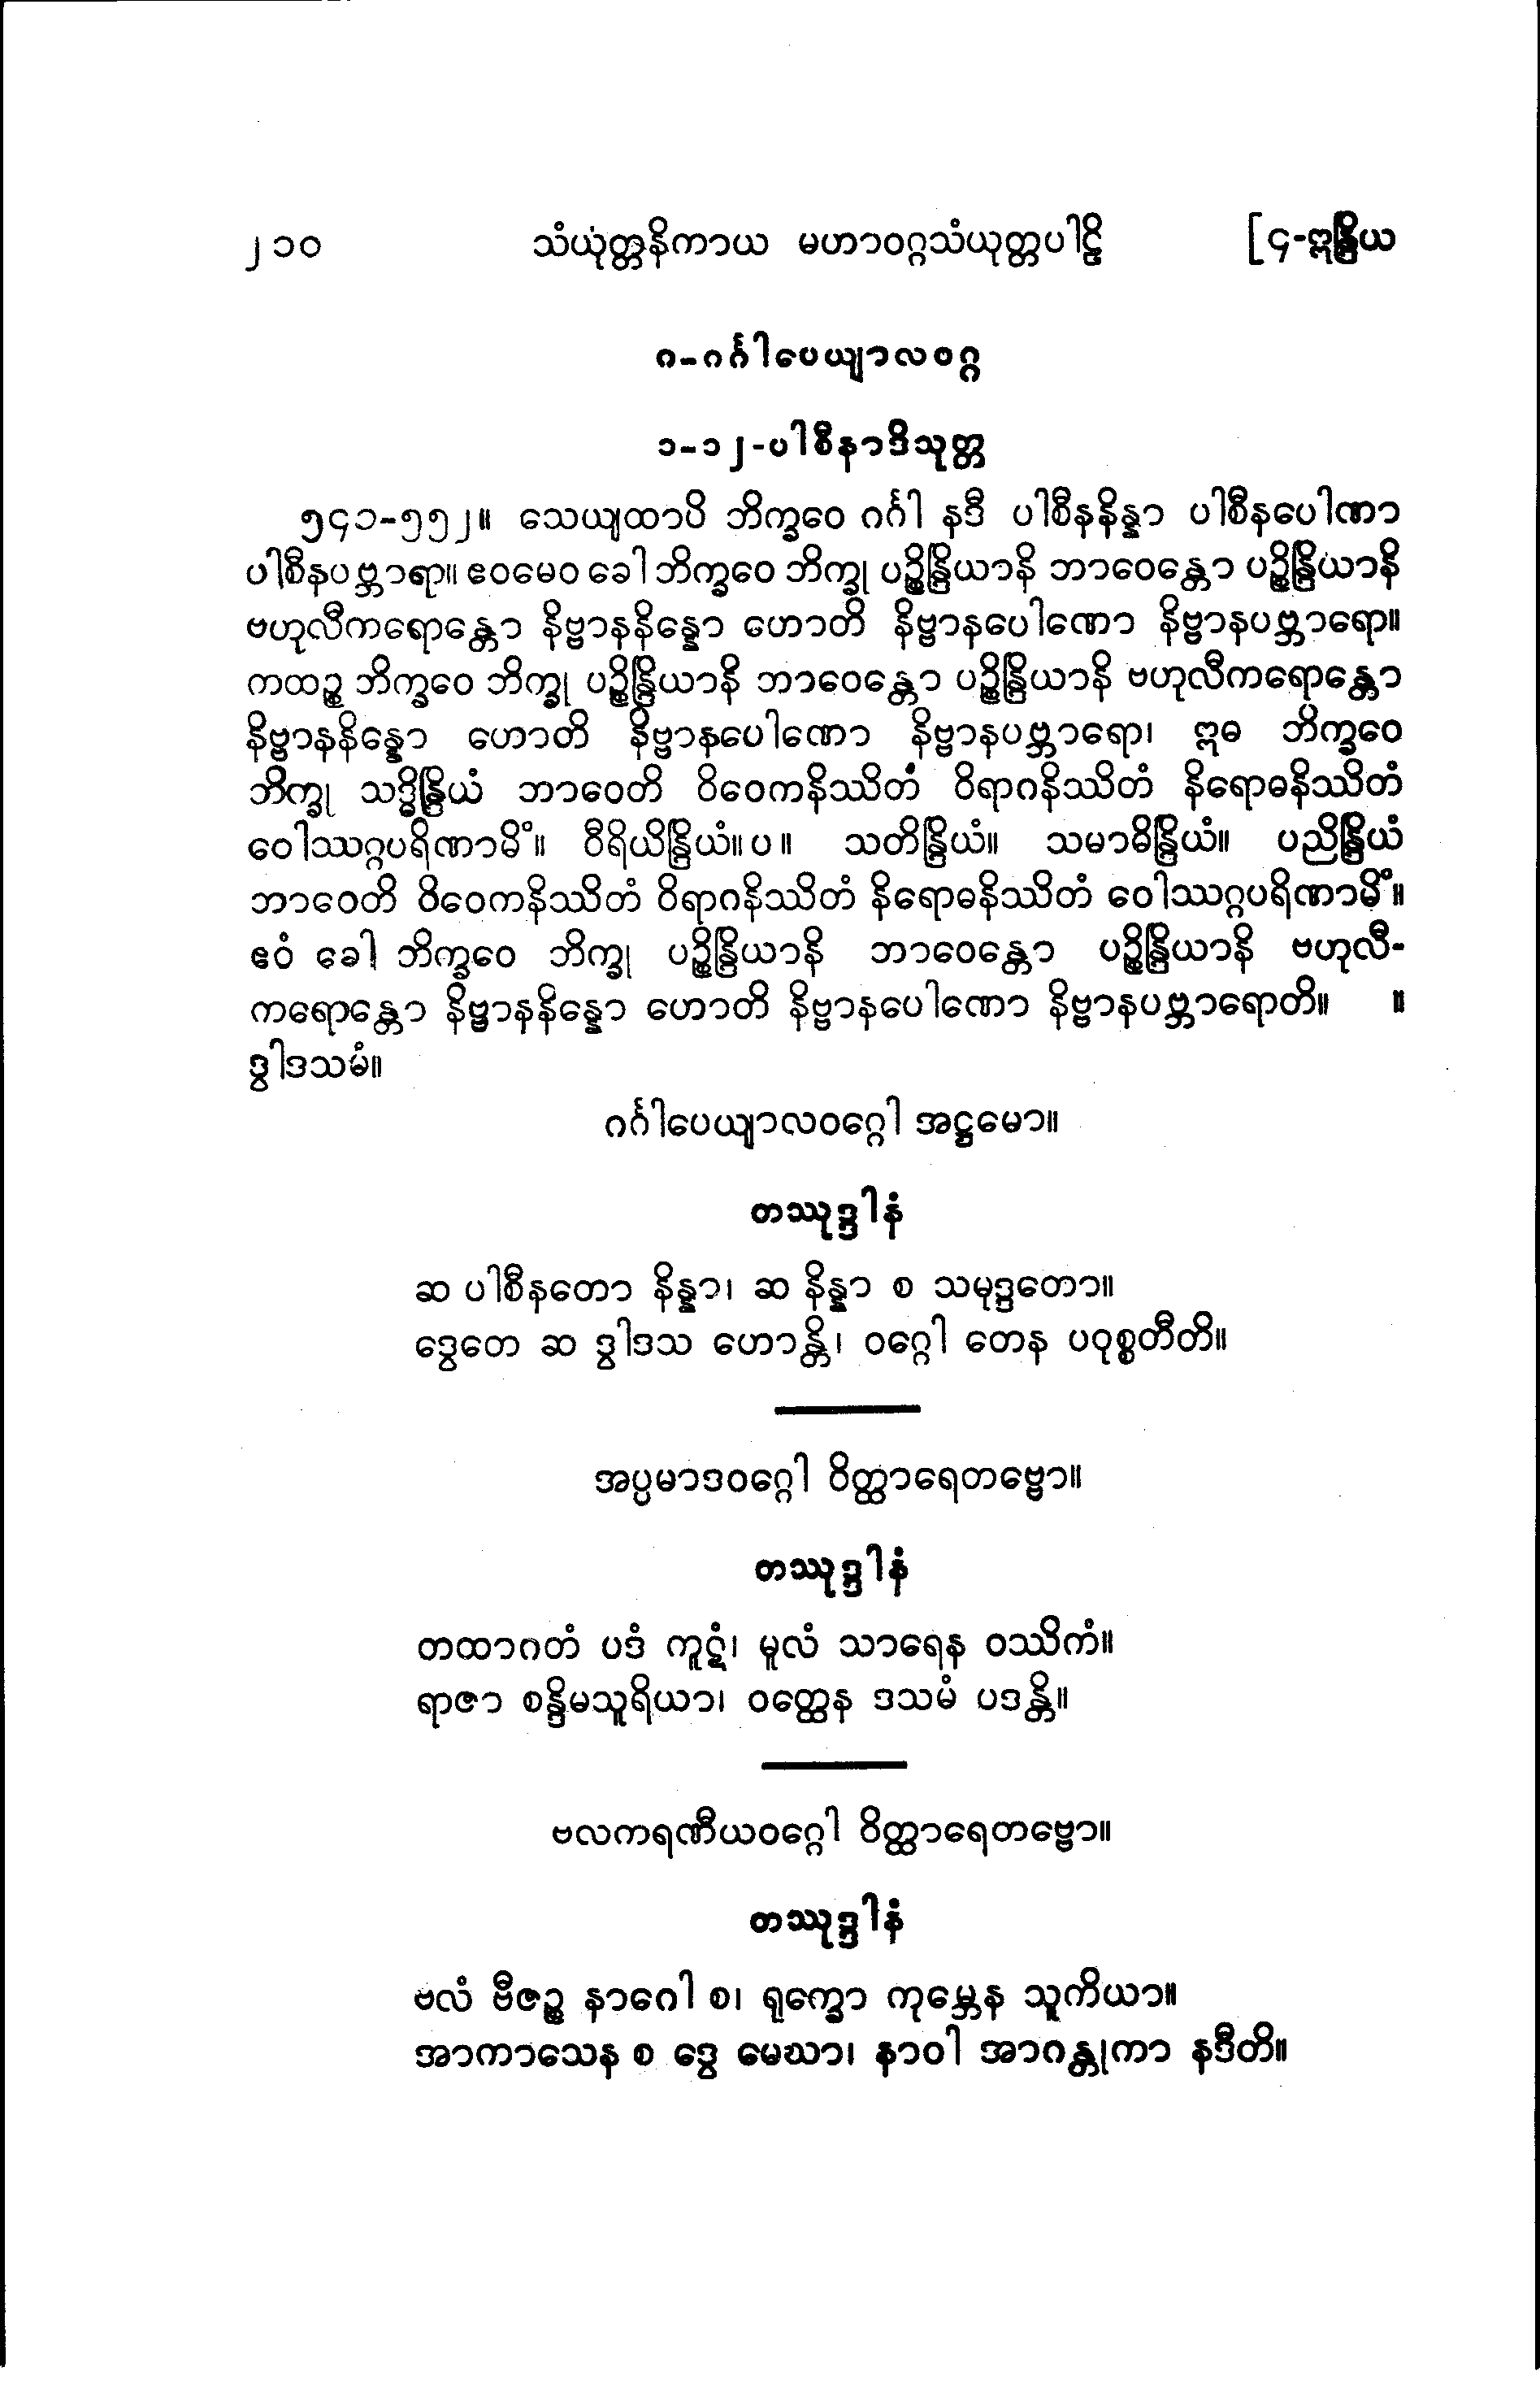 ၂၁၀ သံယုတ္တနိကာယ မဟာဝဂ္ဂသံယုတ္တပါဠိ [၄-ဣန္ဒြိယ
ဂ-ဂင်္ဂါပေယျာလဝဂ္ဂ
၁-၁၂-ပါစီနာဒိသုတ္တ
၅၄၁-၅၅၂။ သေယျထာပိ ဘိက္ခဝေ ဂင်္ဂါ နဒီ ပါစီနနိန္နာ ပါစီနပေါဏာ
ပါစီနပဗ္ဘာရာ။ ဧဝမေဝ ခေါ ဘိက္ခဝေ ဘိက္ခု ပဉ္စိန္ဒြိယာနိ ဘာဝေန္တော ပဉ္စိန္ဒြိယာနိ
ဗဟုလီကရောန္တော နိဗ္ဗာနနိန္နော ဟောတိ နိဗ္ဗာနပေါဏော နိဗ္ဗာနပဗ္ဘာရော။
ကထဉ္စ ဘိက္ခဝေ ဘိက္ခု ပဉ္စိန္ဒြိယာနိ ဘာဝေန္တော ပဉ္စိန္ဒြိယာနိ ဗဟုလီကရောန္တော
နိဗ္ဗာနနိန္နော ဟောတိ နိဗ္ဗာနပေါဏော နိဗ္ဗာနပဗ္ဘာရော၊ ဣဓ ဘိက္ခဝေ
ဘိက္ခု သဒ္ဓိန္ဒြိယံ ဘာဝေတိ ဝိဝေကနိဿိတံ ဝိရာဂနိဿိတံ နိရောဓနိဿိတံ
ဝေါဿဂ္ဂပရိဏာမိံ။ ဝီရိယိန္ဒြိယံ။ပ။ သတိန္ဒြိယံ။ သမာဓိန္ဒြိယံ။ ပညိန္ဒြိယံ
ဘာဝေတိ ဝိဝေကနိဿိတံ ဝိရာဂနိဿိတံ နိရောဓနိဿိတံ ဝေါဿဂ္ဂပရိဏာမိံ။
ဧဝံ ခေါ ဘိက္ခဝေ ဘိက္ခု ပဉ္စိန္ဒြိယာနိ ဘာဝေန္တော ပဉ္စိန္ဒြိယာနိ ဗဟုလီ-
ကရောန္တော နိဗ္ဗာနနိန္နော ဟောတိ နိဗ္ဗာနပေါဏော နိဗ္ဗာနပဗ္ဘာရောတိ။ ။
ဒွါဒသမံ။
ဂင်္ဂါပေယျာလဝဂ္ဂေါ အဋ္ဌမော။
တဿုဒ္ဒါနံ
ဆ ပါစီနတော နိန္နာ၊ ဆ နိန္နာ စ သမုဒ္ဒတော။
ဒွေတေ ဆ ဒွါဒသ ဟောန္တိ၊ ဝဂ္ဂေါ တေန ပဝုစ္စတီတိ။
အပ္ပမာဒဝဂ္ဂေါ ဝိတ္ထာရေတဗ္ဗော။
တဿုဒ္ဒါနံ
တထာဂတံ ပဒံ ကူဋံ၊ မူလံ သာရေန ဝဿိကံ။
ရာဇာ စန္ဒိမသူရိယာ၊ ဝတ္ထေန ဒသမံ ပဒန္တိ။
ဗလကရဏီယဝဂ္ဂေါ ဝိတ္ထာရေတဗ္ဗော။
တဿုဒ္ဒါနံ
ဗလံ ဗီဇဉ္စ နာဂေါ စ၊ ရုက္ခော ကုမ္ဘေန သူကိယာ။
အာကာသေန စ ဒွေ မေဃာ၊ နာဝါ အာဂန္တုကာ နဒီတိ။